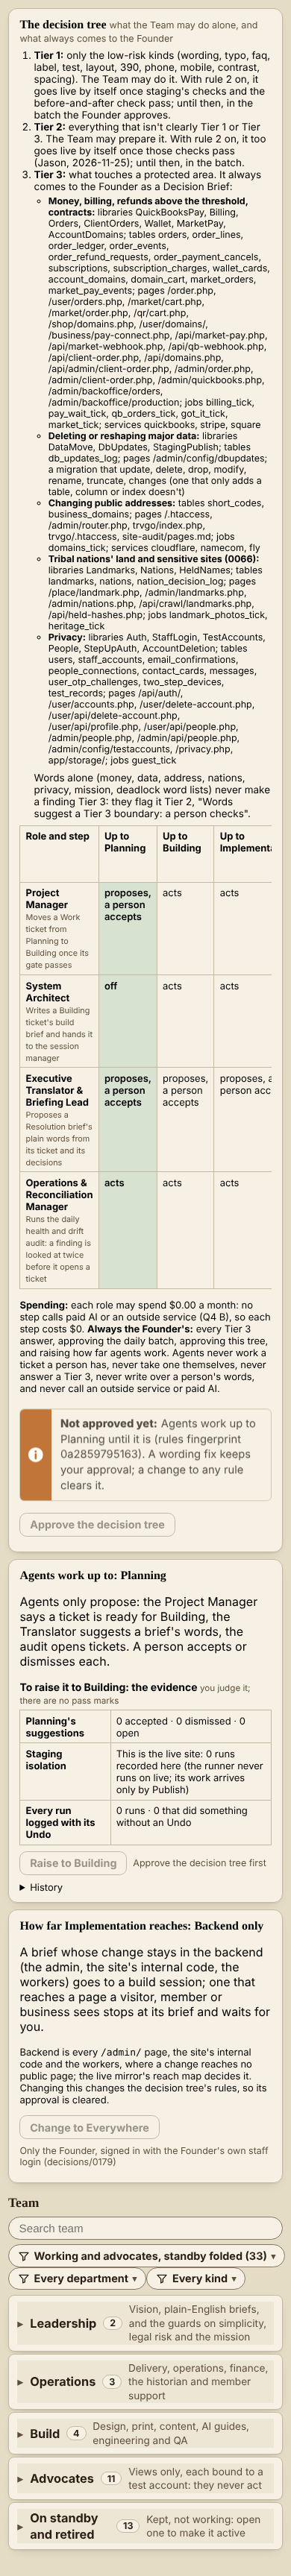 The decision tree what the Team may do alone, and
what always comes to the Founder
1. Tier 1: only the low-risk kinds (wording, typo, faq,
label, test, layout, 390, phone, mobile, contrast,
spacing). The Team may do it. With rule 2 on, it
goes live by itself once staging's checks and the
before-and-after check pass; until then, in the
batch the Founder approves.
2. Tier 2: everything that isn't clearly Tier 1 or Tier
3. The Team may prepare it. With rule 2 on, it too
goes live by itself once those checks pass
(Jason, 2026-11-25); until then, in the batch.
3. Tier 3: what touches a protected area. It always
comes to the Founder as a Decision Brief:
Money, billing, refunds above the threshold,
contracts: libraries QuickBooksPay, Billing,
Orders, ClientOrders, Wallet, MarketPay,
AccountDomains; tables orders, order_lines,
order_ledger, order_events,
order_refund_requests, order_payment_cancels,
subscriptions, subscription_charges, wallet_cards,
account_domains, domain_cart, market_orders,
market_pay_events; pages /order.php,
/user/orders.php, /market/cart.php,
/market/order.php, /qr/cart.php,
/shop/domains.php, /user/domains/,
/business/pay-connect.php, /api/market-pay.php,
/api/market-webhook.php, /api/qb-webhook.php,
/api/client-order.php, /api/domains.php,
/api/admin/client-order.php, /admin/order.php,
/admin/client-order.php, /admin/quickbooks.php,
/admin/backoffice/orders,
/admin/backoffice/production; jobs billing_tick,
pay_wait_tick, qb_orders_tick, got_it_tick,
market_tick; services quickbooks, stripe, square
Deleting or reshaping major data: libraries
DataMove, DbUpdates, StagingPublish; tables
db_updates_log; pages /admin/config/dbupdates;
a migration that update, delete, drop, modify,
rename, truncate, changes (one that only adds a
table, column or index doesn't)
Changing public addresses: tables short_codes,
business_domains; pages /.htaccess,
/admin/router.php, trvgo/index.php,
trvgo/.htaccess, site-audit/pages.md; jobs
domains_tick; services cloudflare, namecom, fly
Tribal nations' land and sensitive sites (0066):
libraries Landmarks, Nations, HeldNames; tables
landmarks, nations, nation_decision_log; pages
/place/landmark.php, /admin/landmarks.php,
/admin/nations.php, /api/crawl/landmarks.php,
/api/held-hashes.php; jobs landmark_photos_tick,
heritage_tick
Privacy: libraries Auth, StaffLogin, TestAccounts,
People, StepUpAuth, AccountDeletion; tables
users, staff_accounts, email_confirmations,
people_connections, contact_cards, messages,
user_otp_challenges, two_step_devices,
test_records; pages /api/auth/,
/user/accounts.php, /user/delete-account.php,
/user/api/delete-account.php,
/user/api/profile.php, /user/api/people.php,
/admin/people.php, /admin/api/people.php,
/admin/config/testaccounts, /privacy.php,
app/storage/; jobs guest_tick
Words alone (money, data, address, nations,
privacy, mission, deadlock word lists) never make
a finding Tier 3: they flag it Tier 2, "Words
suggest a Tier 3 boundary: a person checks".
Role and step Up to Planning Up to Building Up to
Project Manager
Moves a Work ticket from Planning to Building once its gate passes
proposes, a person accepts
acts
acts
System Architect
Writes a Building ticket's build brief and hands it to the session manager
off
acts
acts
Executive Translator & Briefing Lead
Proposes a Resolution brief's plain words from its ticket and its decisions
proposes, a person accepts
proposes, a person accepts
proposes,
person
Operations & Reconciliation Manager
Runs the daily health and drift audit: a finding is looked at twice before it opens a ticket
acts
acts
acts
Spending: each role may spend $0.00 a month: no
step calls paid AI or an outside service (Q4 B), so each
step costs $0. Always the Founder's: every Tier 3
answer, approving the daily batch, approving this tree,
and raising how far agents work. Agents never work a
ticket a person has, never take one themselves, never
answer a Tier 3, never write over a person's words,
and never call an outside service or paid AI.
Not approved yet: Agents work up to
Planning until it is (rules fingerprint
0a2859795163). A wording fix keeps
your approval; a change to any rule
clears it.
Approve the decision tree
Agents work up to: Planning
Agents only propose: the Project Manager
says a ticket is ready for Building, the
Translator suggests a brief's words, the
audit opens tickets. A person accepts or
dismisses each.
To raise it to Building: the evidence you judge it;
there are no pass marks
Planning's suggestions
0 accepted · 0 dismissed · 0 open
Staging isolation
This is the live site: 0 runs recorded here (the runner never runs on live; its work arrives only by Publish)
Every run logged with its Undo
0 runs · 0 that did something without an Undo
Raise to Building Approve the decision tree first
History
How far Implementation reaches: Backend only
A brief whose change stays in the backend
(the admin, the site's internal code, the
workers) goes to a build session; one that
reaches a page a visitor, member or
business sees stops at its brief and waits for
you.
Backend is every /admin/ page, the site's internal
code and the workers, where a change reaches no
public page; the live mirror's reach map decides it.
Changing this changes the decision tree's rules, so its
approval is cleared.
Change to Everywhere
Only the Founder, signed in with the Founder's own staff
login (decisions/0179)
Team
Search team
Working and advocates, standby folded (33)
Every department Every kind
Leadership 2 Vision, plain-English briefs, and the guards on simplicity, legal risk and the mission
Operations 3 Delivery, operations, finance, the historian and member support
Build 4 Design, print, content, AI guides, engineering and QA
Advocates 11 Views only, each bound to a test account: they never act
On standby and retired 13 Kept, not working: open one to make it active